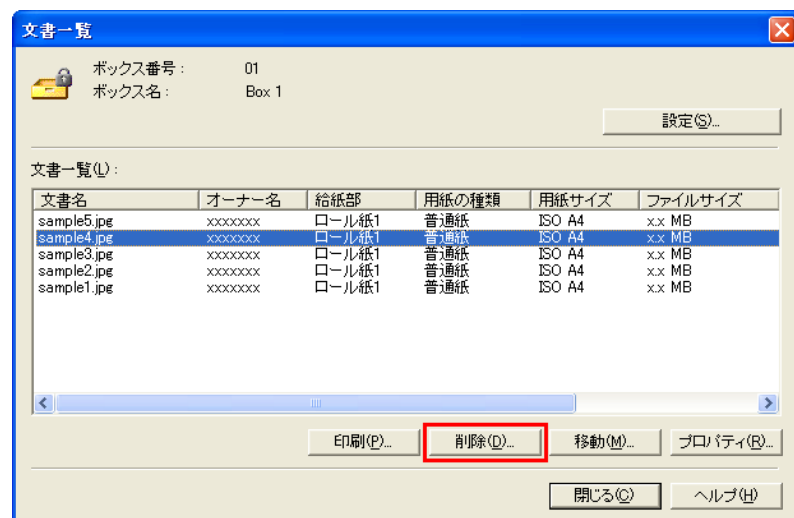 文書一覧
ボックス番号 : 01
ボックス名 : Box 1
設定(S)...
文書一覧(L) :
文書名 オーナー名 給紙部 用紙の種類 用紙サイズ ファイルサイズ
sample5.jpg xxxxxxx ロール紙1 普通紙 ISO A4 x.x MB
sample4.jpg xxxxxxx ロール紙1 普通紙 ISO A4 x.x MB
sample3.jpg xxxxxxx ロール紙1 普通紙 ISO A4 x.x MB
sample2.jpg xxxxxxx ロール紙1 普通紙 ISO A4 x.x MB
sample1.jpg xxxxxxx ロール紙1 普通紙 ISO A4 x.x MB
印刷(P)... 削除(D)... 移動(M)... プロパティ(R)...
閉じる(C) ヘルプ(H)